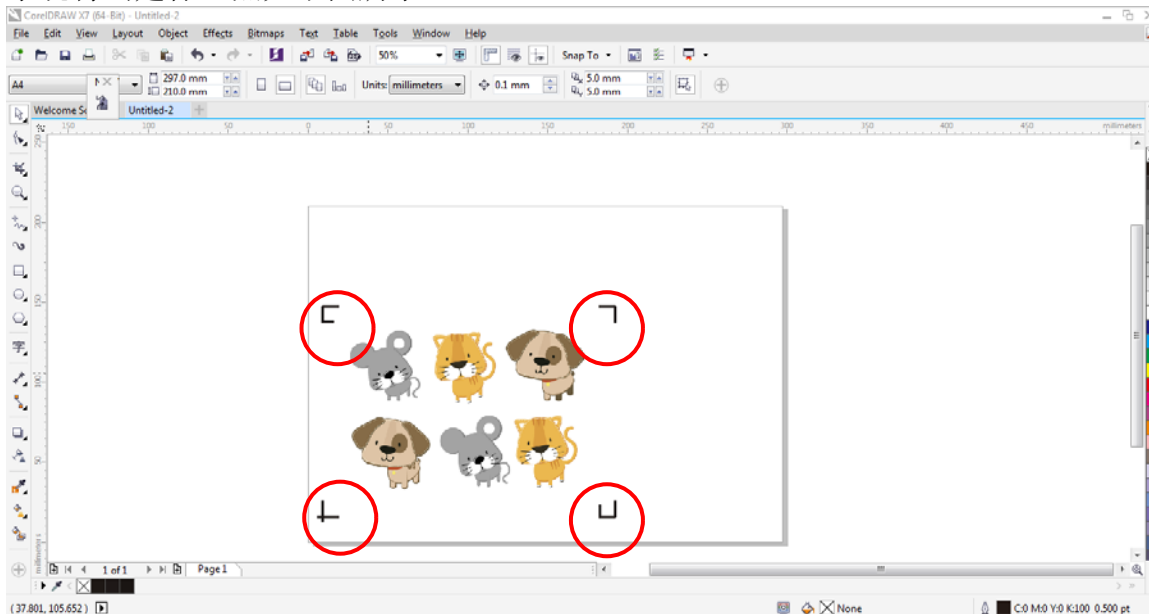 CorelDRAW X7 (64-Bit) - Untitled-2
File Edit View Layout Object Effects Bitmaps Text Table Tools Window Help
50% Snap To
A4 297.0 mm 210.0 mm Units: millimeters 0.1 mm 5.0 mm 5.0 mm
Untitled-2
150 100 50 0 50 100 150 200 250 300 350 400 450 millimeters
字
1 of 1 Page 1
(37.801, 105.652) None C:0 M:0 Y:0 K:100 0.500 pt